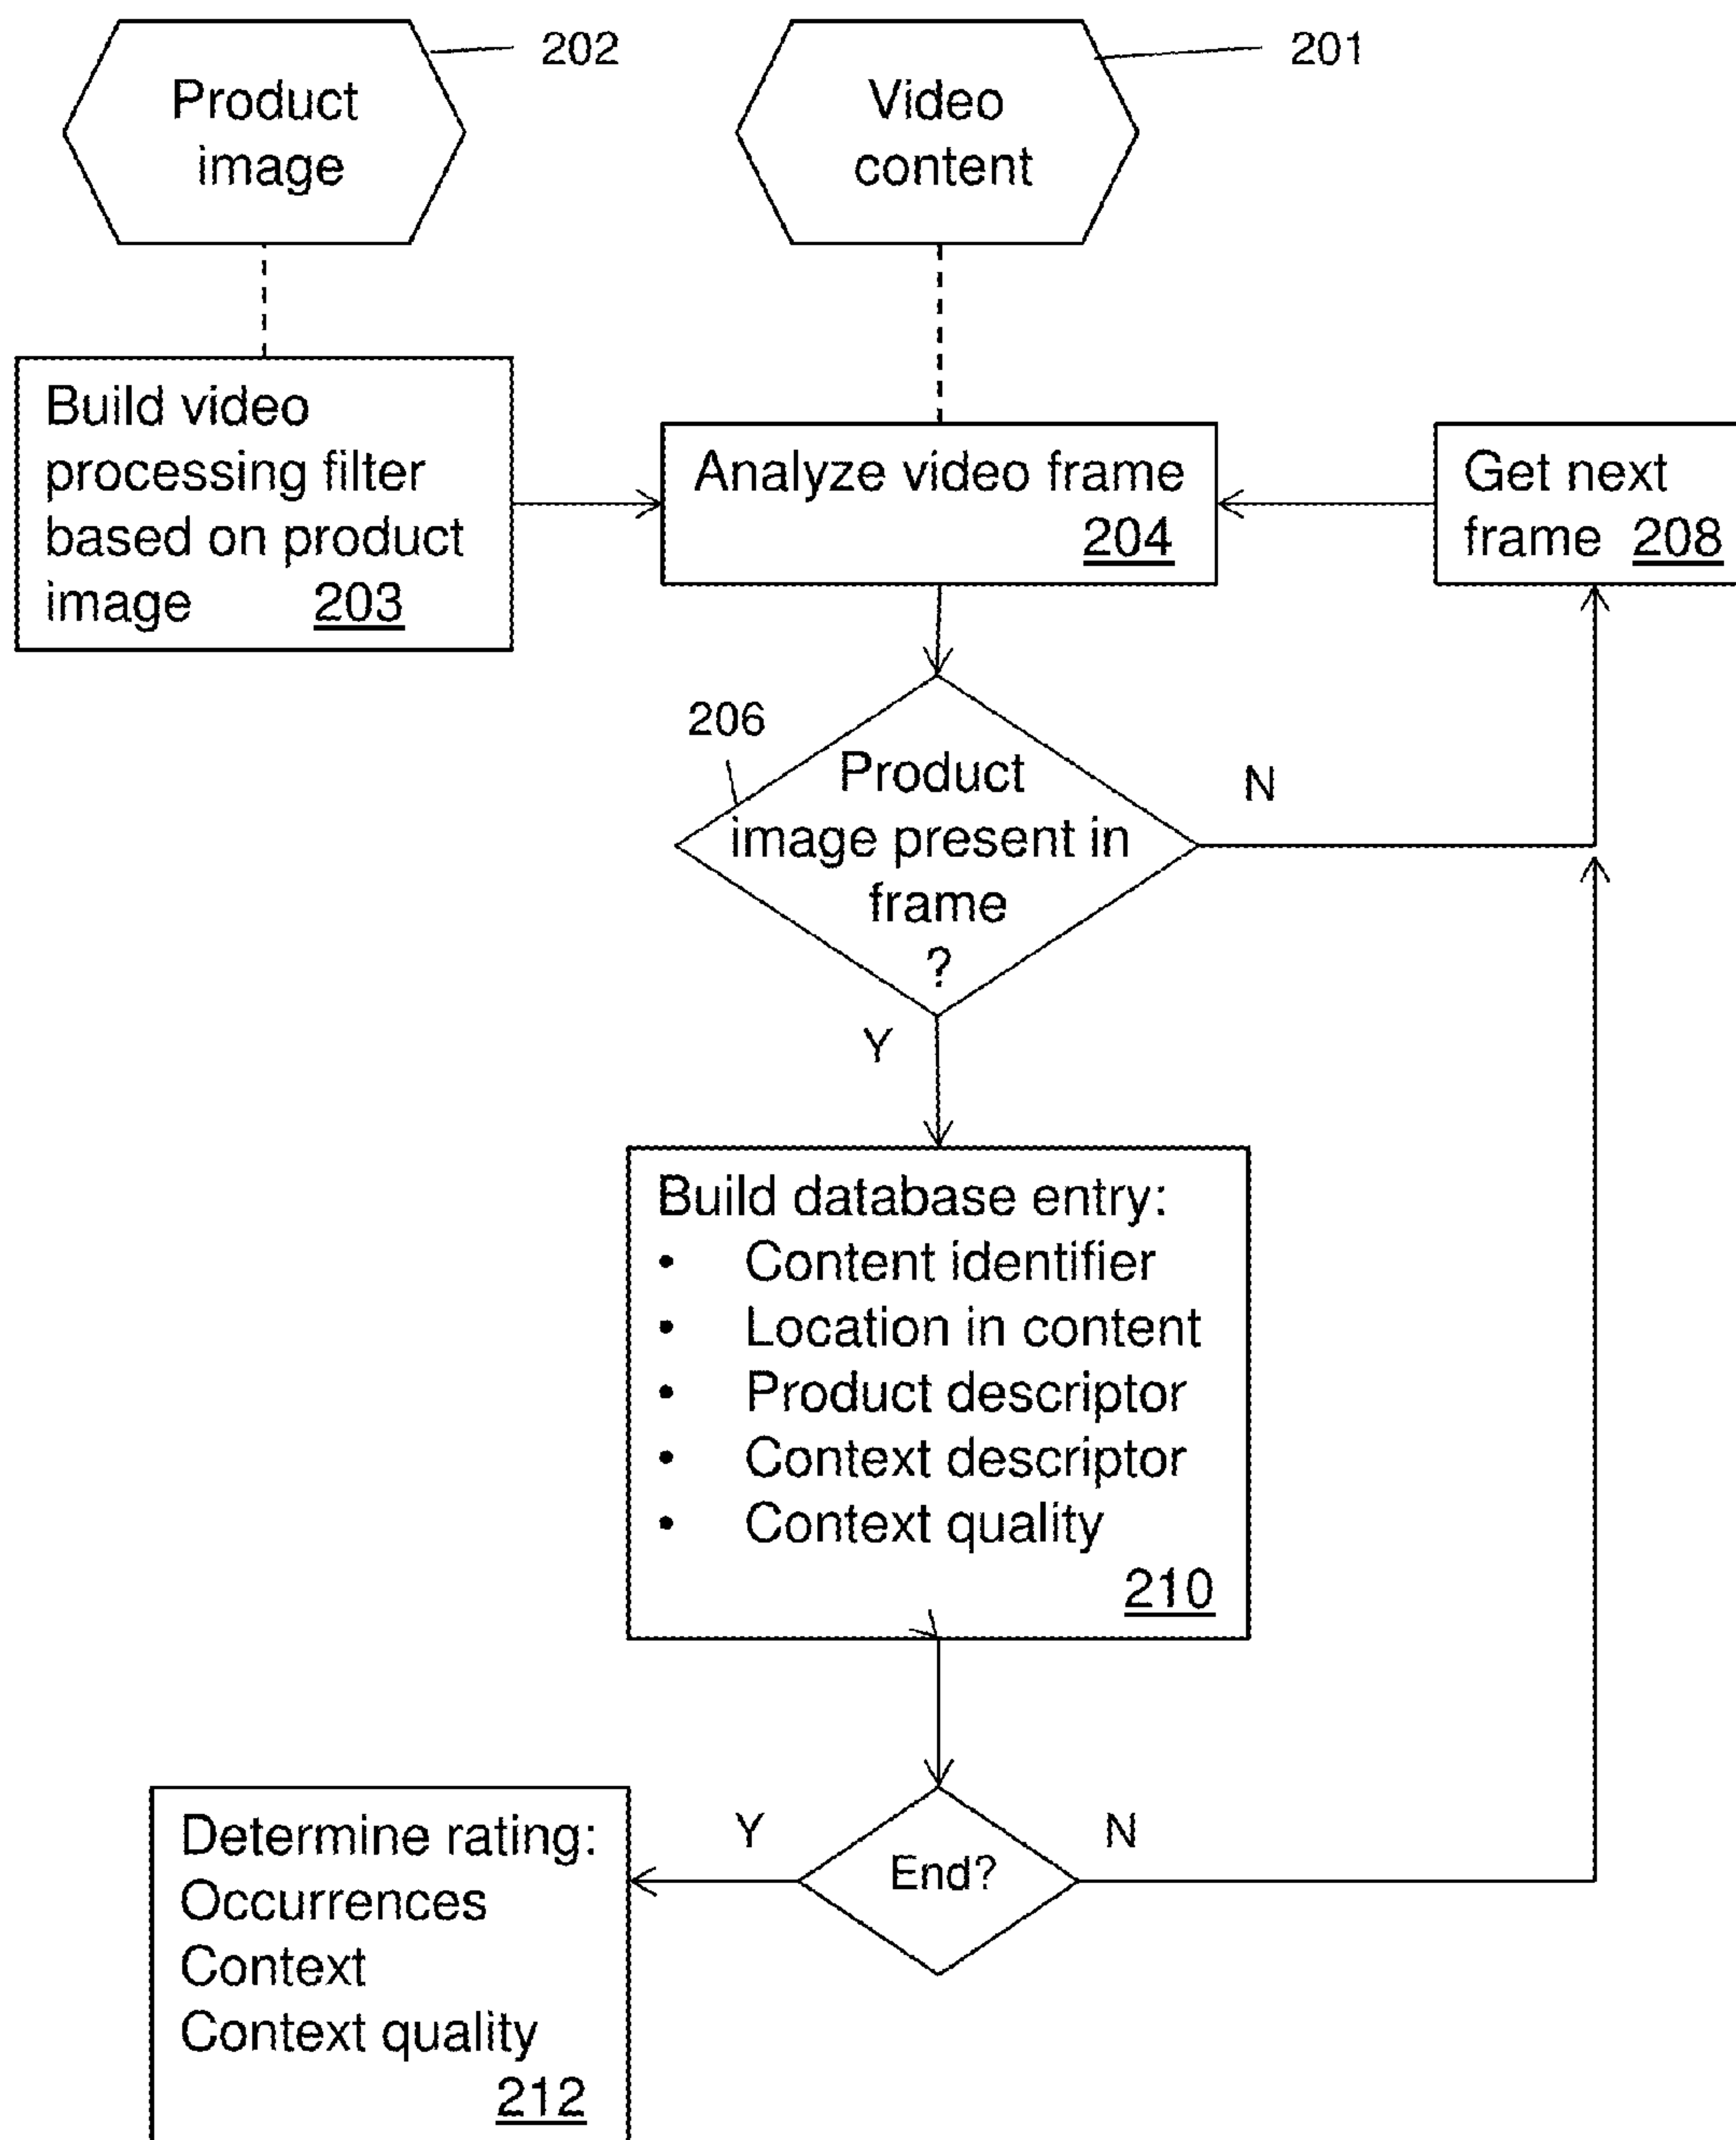 202
201
Product
image
Video
content
Build video
processing filter
based on product
image 203
Analyze video frame
204
Get next
frame 208
206
Product
image present in
frame
?
N
Y
Build database entry:
• Content identifier
• Location in content
• Product descriptor
• Context descriptor
• Context quality
210
Determine rating:
Occurrences
Context
Context quality
212
Y
End?
N